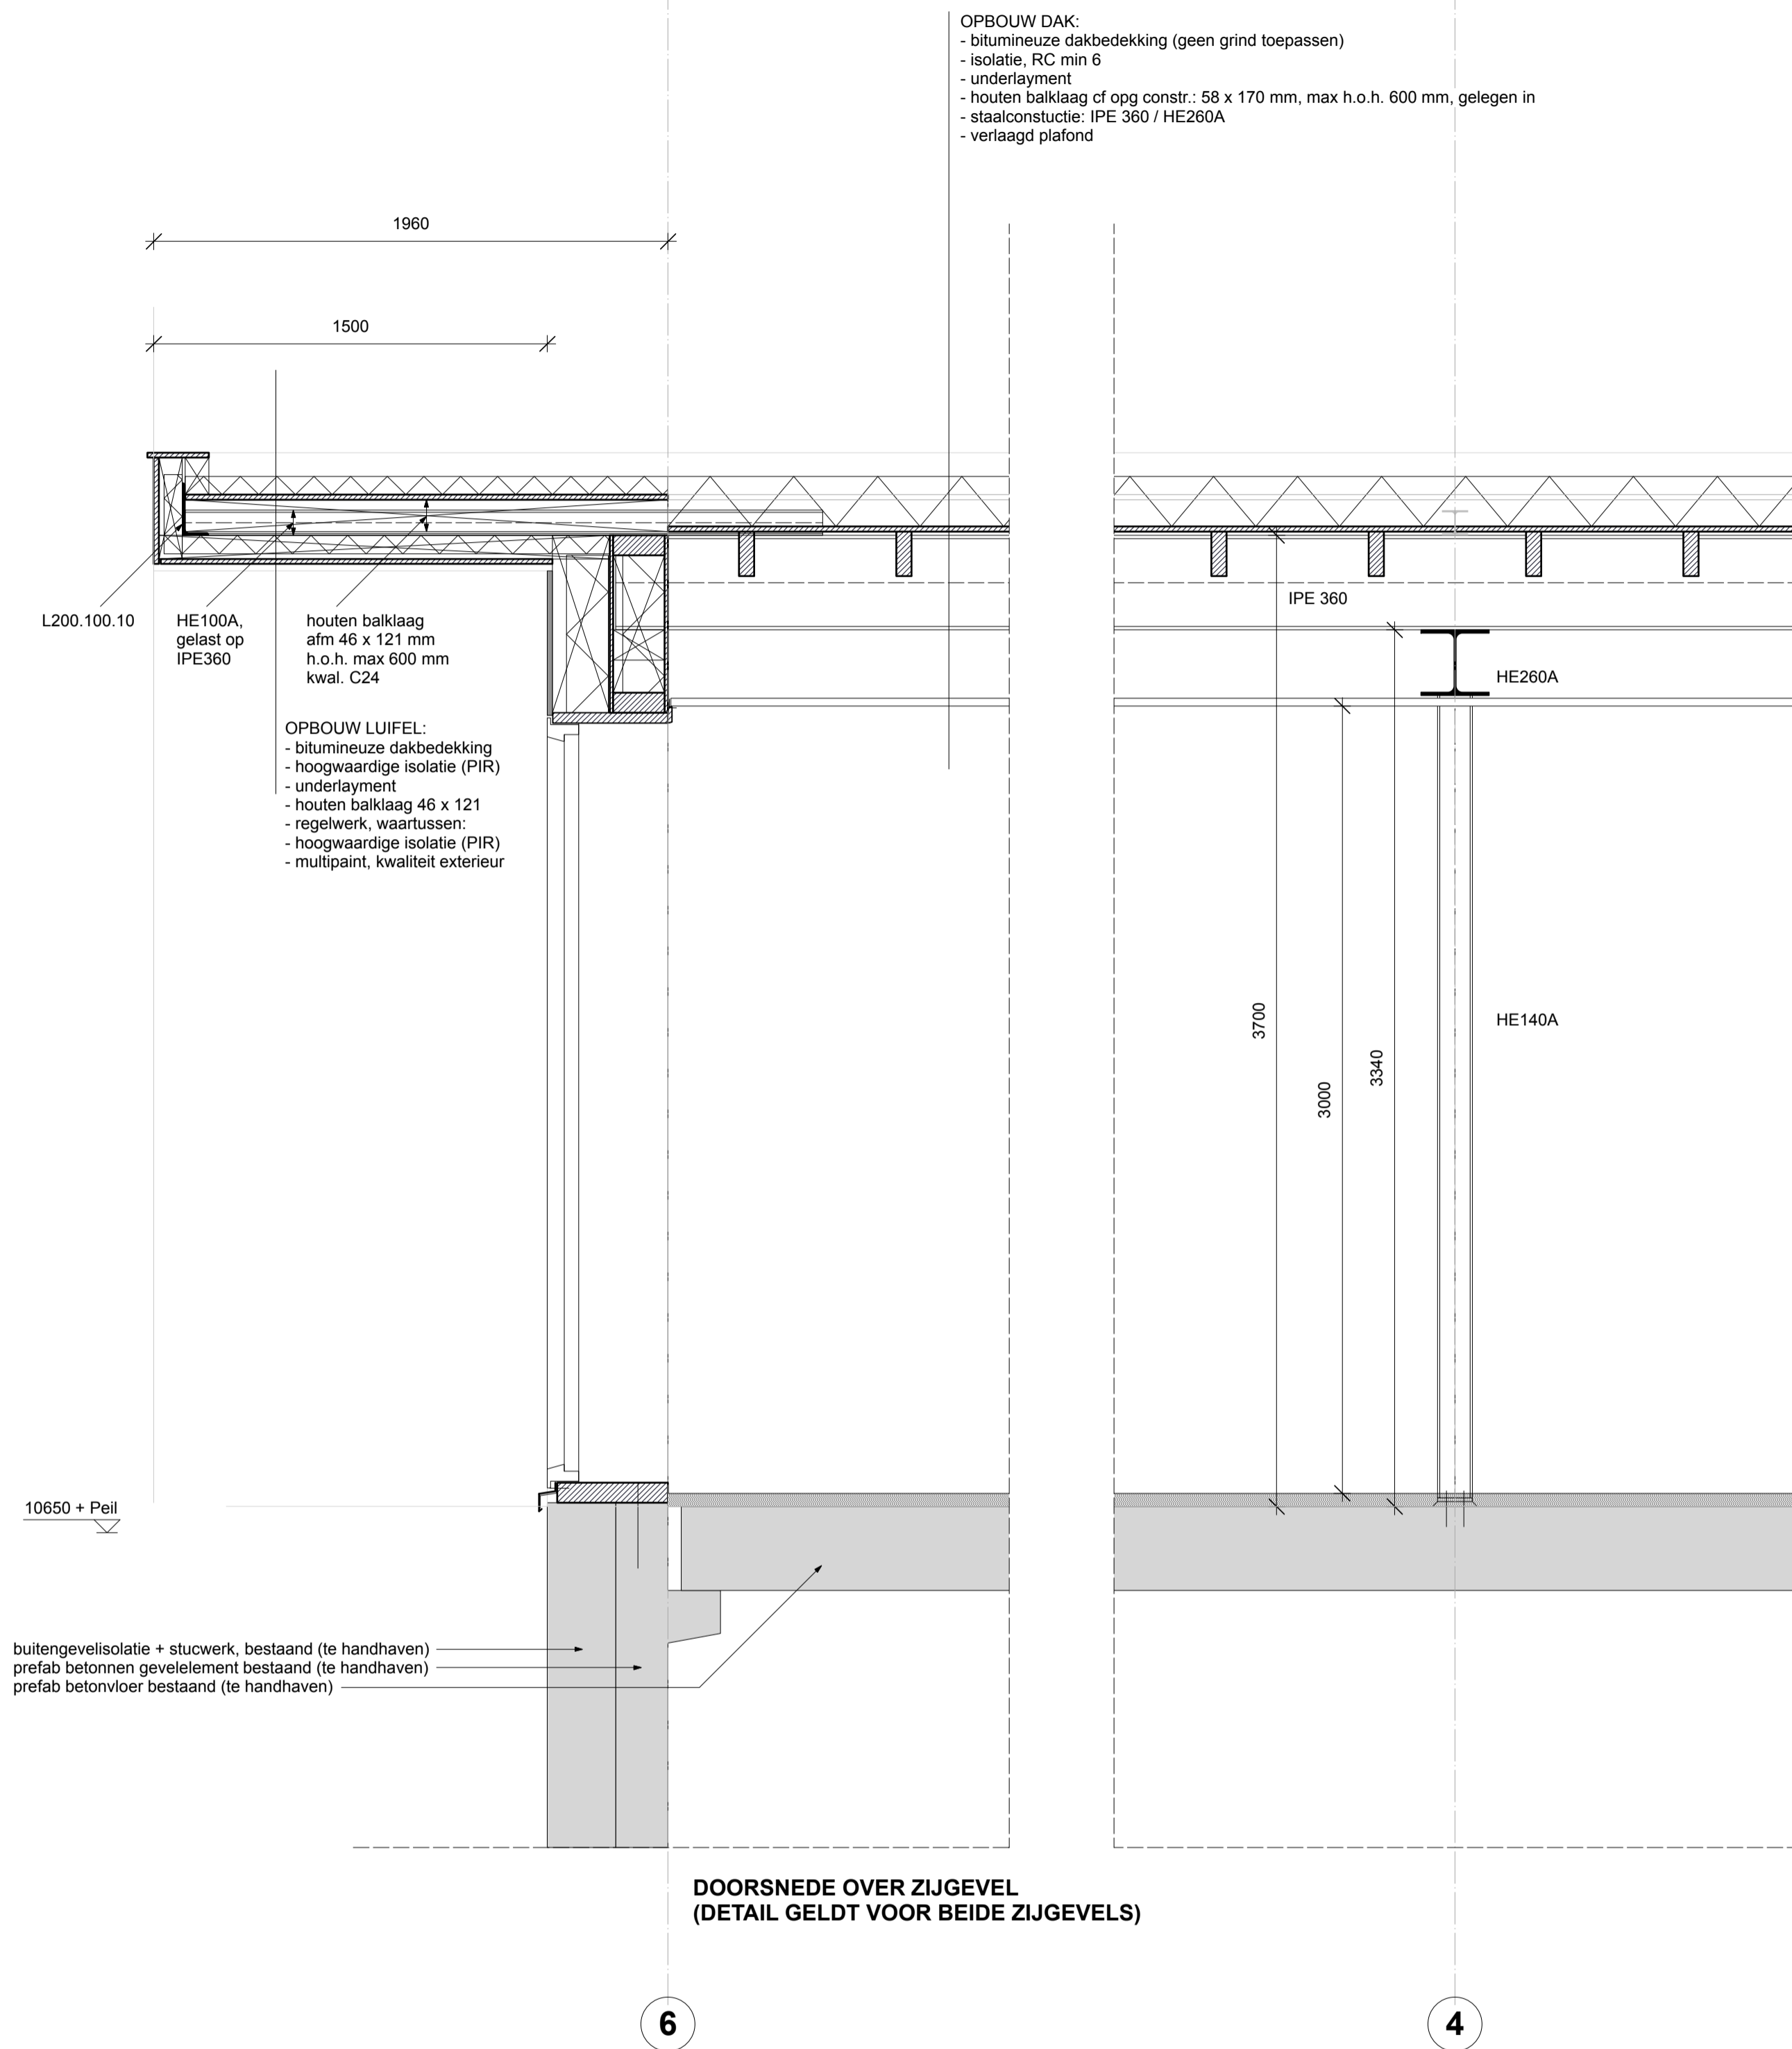 OPBOUW DAK:
- bitumineuze dakbedekking (geen grind toepassen)
- isolatie, RC min 6
- underlayment
- houten balklaag cf opg constr.: 58 x 170 mm, max h.o.h. 600 mm, gelegen in
- staalconstuctie: IPE 360 / HE260A
- verlaagd plafond
1960
1500
L200.100.10
HE100A,
gelast op
IPE360
houten balklaag
afm 46 x 121 mm
h.o.h. max 600 mm
kwal. C24
OPBOUW LUIFEL:
- bitumineuze dakbedekking
- hoogwaardige isolatie (PIR)
- underlayment
- houten balklaag 46 x 121
- regelwerk, waartussen:
- hoogwaardige isolatie (PIR)
- multipaint, kwaliteit exterieur
IPE 360
HE260A
HE140A
3700
3000
3340
10650 + Peil
buitengevelisolatie + stucwerk, bestaand (te handhaven)
prefab betonnen gevelelement bestaand (te handhaven)
prefab betonvloer bestaand (te handhaven)
DOORSNEDE OVER ZIJGEVEL
(DETAIL GELDT VOOR BEIDE ZIJGEVELS)
6
4